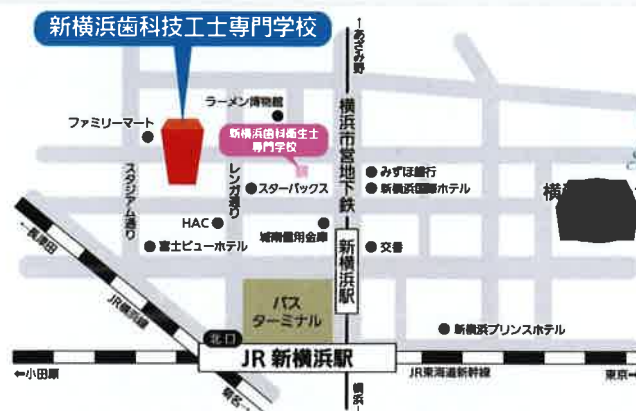 新横浜歯科技工士専門学校
←あざみ野
ラーメン博物館
ファミリーマート
新横浜歯科衛生士
専門学校
横浜市営地下鉄
みずほ銀行
スターバックス
新横浜国際ホテル
横
スタジアム通り
レンガ通り
HAC
城南信用金庫
富士ビューホテル
交番
新横浜駅
←長津田
JR横浜線
バス
ターミナル
新横浜プリンスホテル
北口
JR 新横浜駅
←小田原
JR東海道新幹線
東京→
菊名→
横浜→